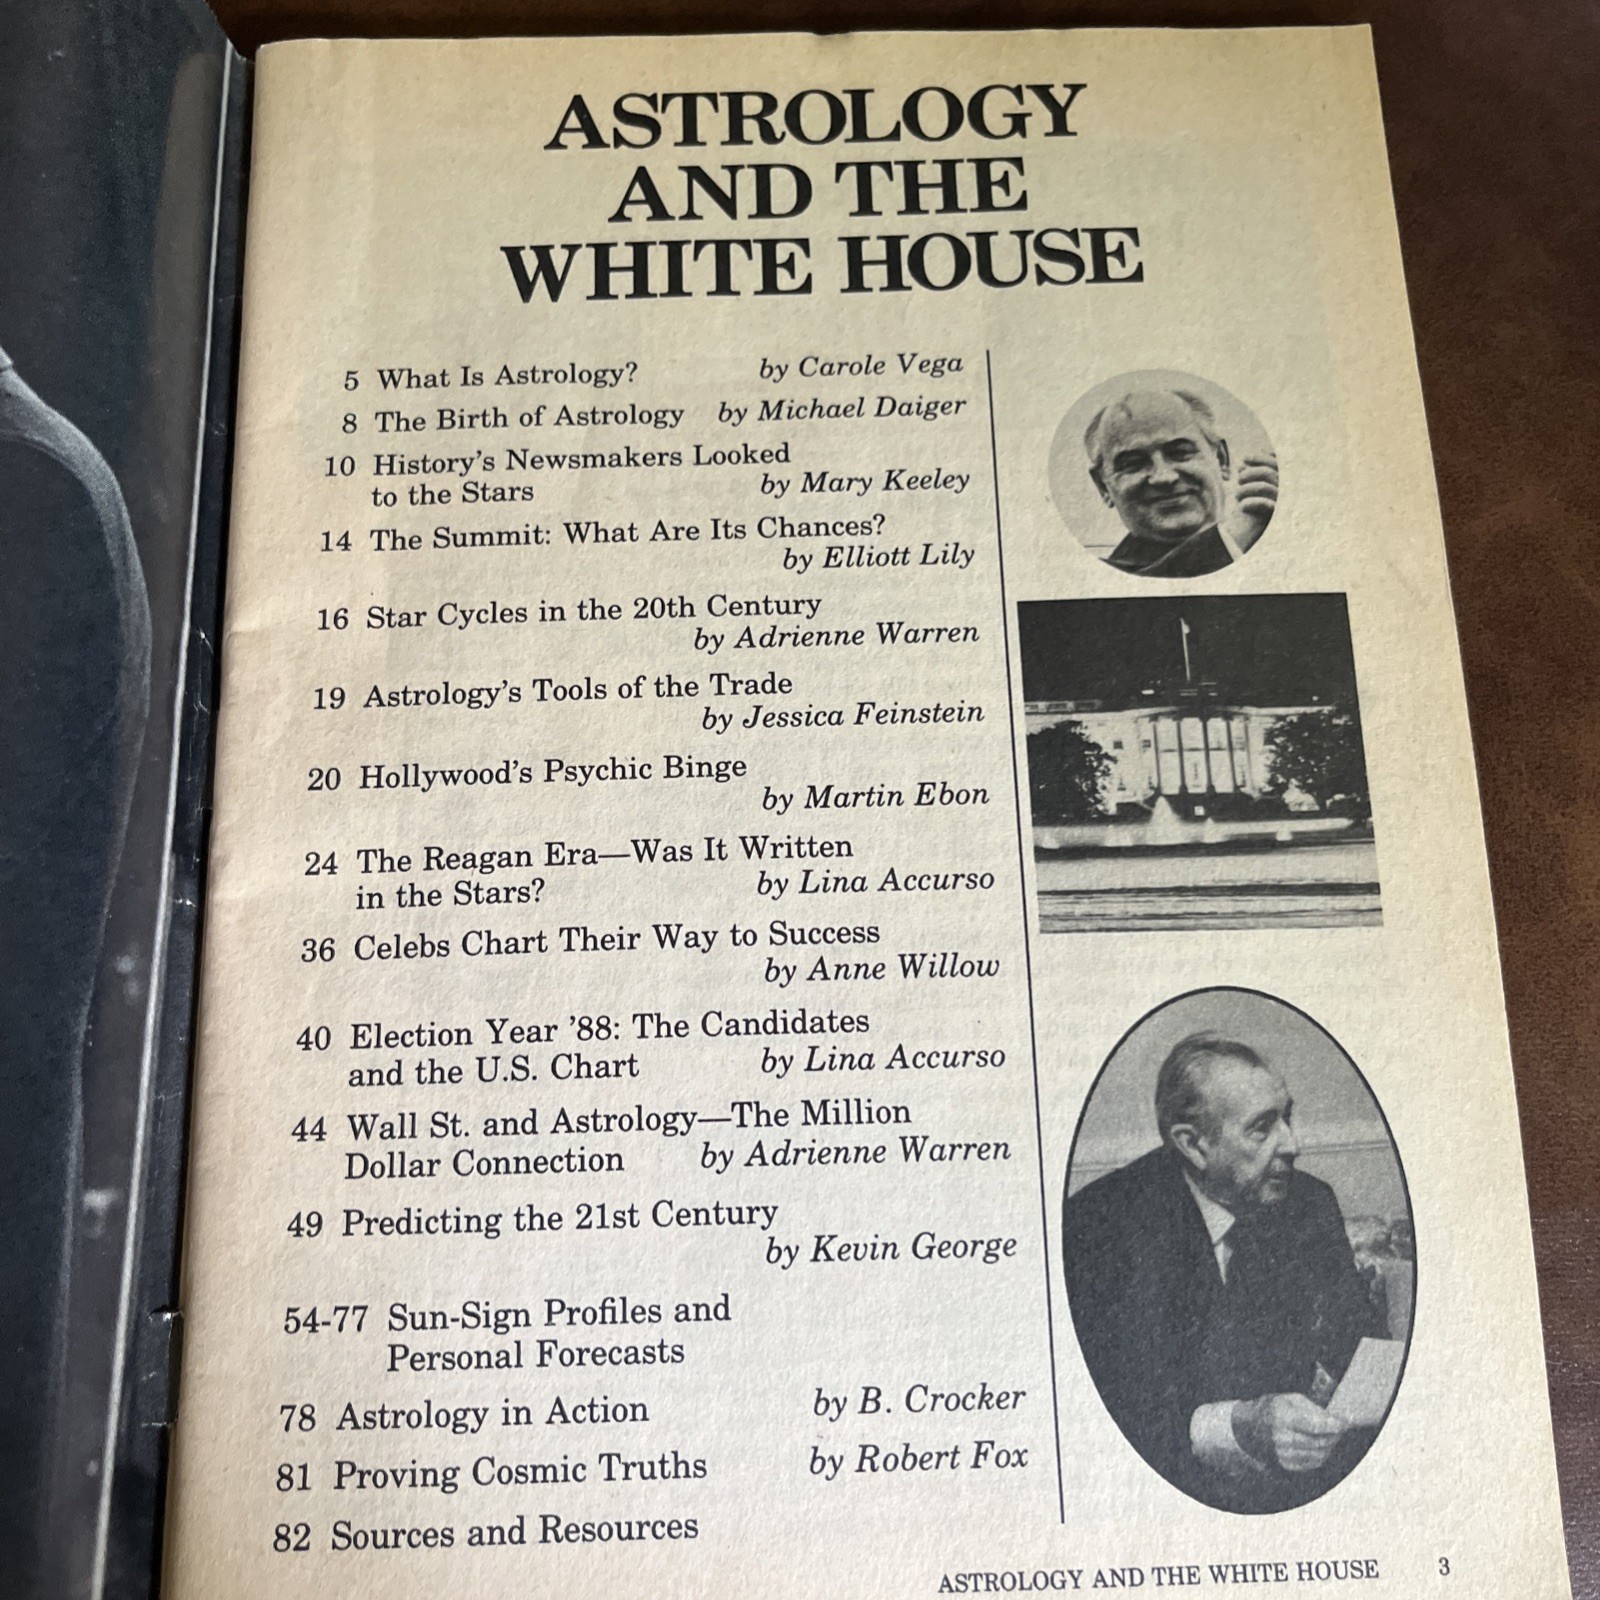 ASTROLOGY
AND THE
WHITE HOUSE
5 What Is Astrology? by Carole Vega
8 The Birth of Astrology by Michael Daiger
10 History's Newsmakers Looked
to the Stars by Mary Keeley
14 The Summit: What Are Its Chances?
by Elliott Lily
16 Star Cycles in the 20th Century
by Adrienne Warren
19 Astrology's Tools of the Trade
by Jessica Feinstein
20 Hollywood's Psychic Binge
by Martin Ebon
24 The Reagan Era—Was It Written
in the Stars? by Lina Accurso
36 Celebs Chart Their Way to Success
by Anne Willow
40 Election Year '88: The Candidates
and the U.S. Chart by Lina Accurso
44 Wall St. and Astrology—The Million
Dollar Connection by Adrienne Warren
49 Predicting the 21st Century
by Kevin George
54-77 Sun-Sign Profiles and
Personal Forecasts
78 Astrology in Action by B. Crocker
81 Proving Cosmic Truths by Robert Fox
82 Sources and Resources
ASTROLOGY AND THE WHITE HOUSE 3